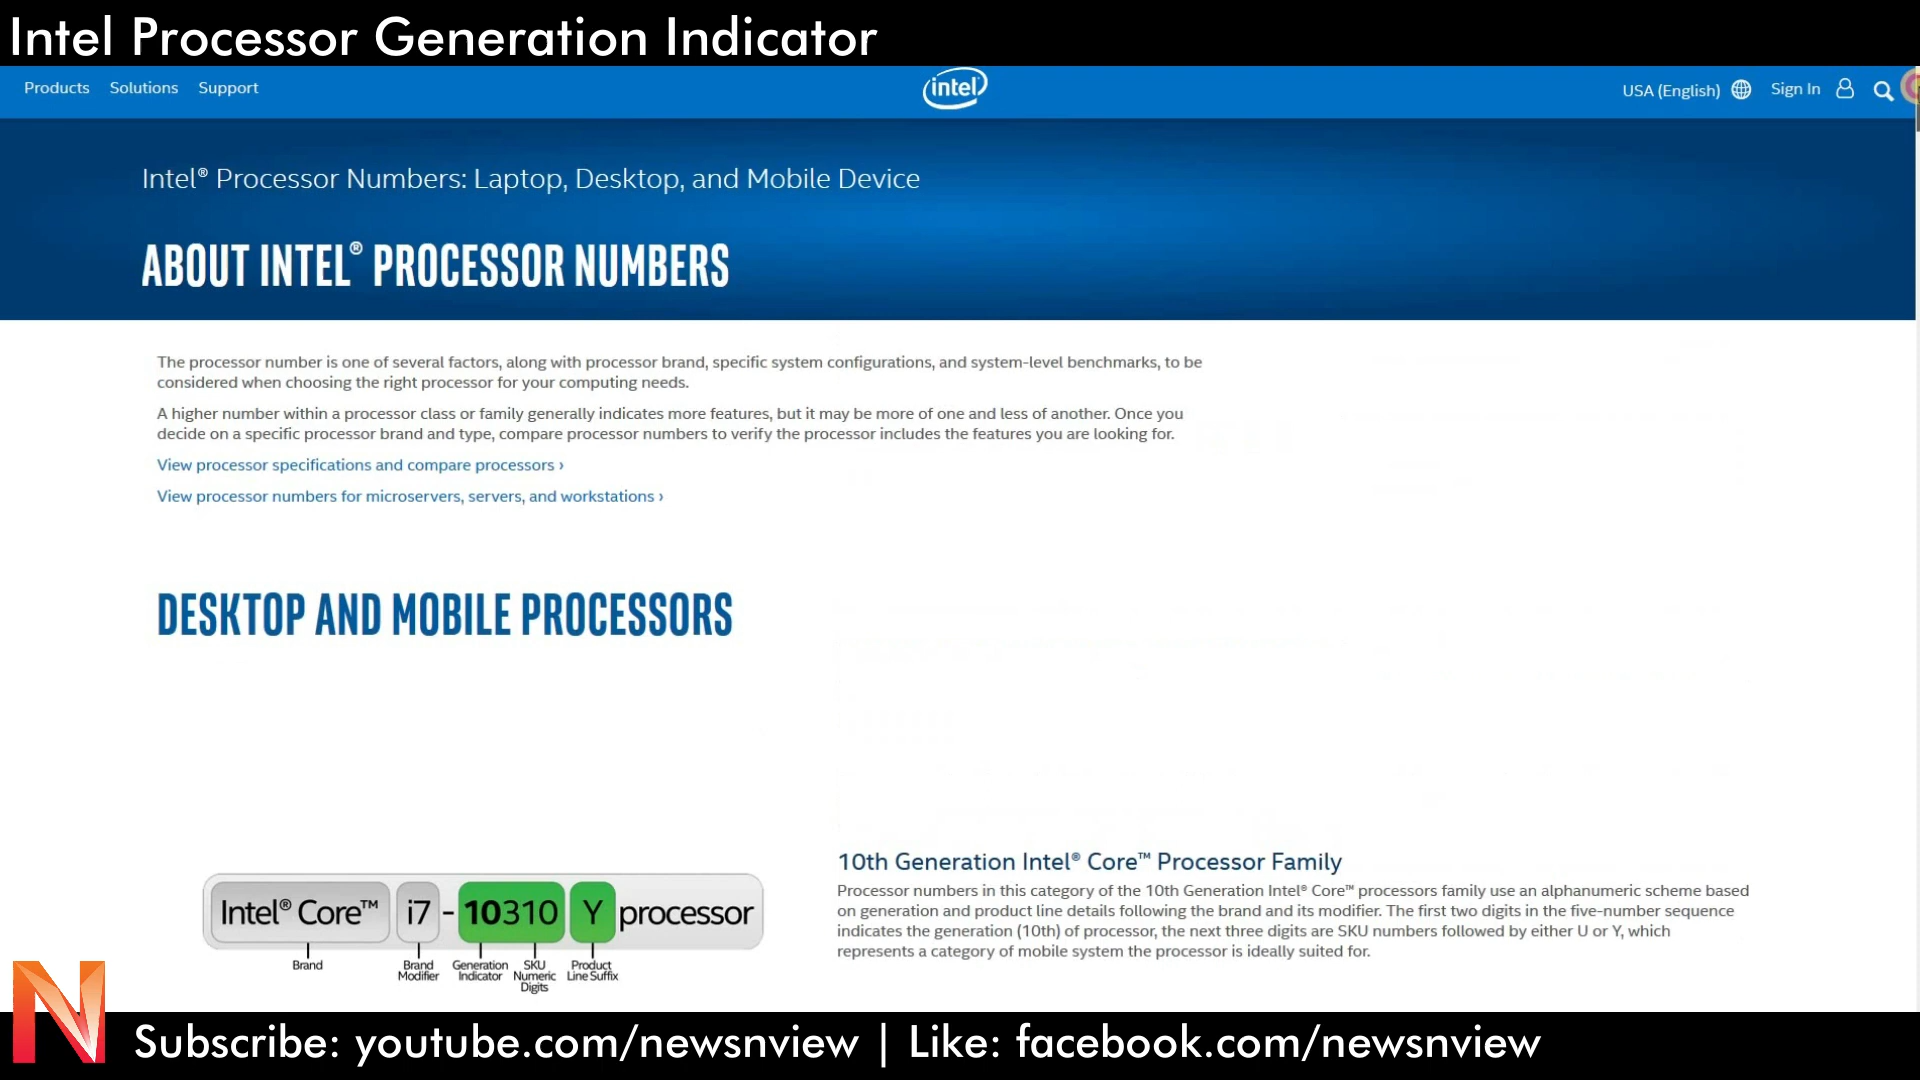 Intel Processor Generation Indicator
Products Solutions Support
intel
USA (English) Sign In
Intel® Processor Numbers: Laptop, Desktop, and Mobile Device
ABOUT INTEL® PROCESSOR NUMBERS
The processor number is one of several factors, along with processor brand, specific system configurations, and system-level benchmarks, to be
considered when choosing the right processor for your computing needs.
A higher number within a processor class or family generally indicates more features, but it may be more of one and less of another. Once you
decide on a specific processor brand and type, compare processor numbers to verify the processor includes the features you are looking for.
View processor specifications and compare processors ›
View processor numbers for microservers, servers, and workstations ›
DESKTOP AND MOBILE PROCESSORS
Intel® Core™ i7 - 10310 Y processor
Brand
Brand
Modifier
Generation
Indicator
SKU
Numeric
Digits
Product
Line Suffix
10th Generation Intel® Core™ Processor Family
Processor numbers in this category of the 10th Generation Intel® Core™ processors family use an alphanumeric scheme based
on generation and product line details following the brand and its modifier. The first two digits in the five-number sequence
indicates the generation (10th) of processor, the next three digits are SKU numbers followed by either U or Y, which
represents a category of mobile system the processor is ideally suited for.
N
Subscribe: youtube.com/newsnview | Like: facebook.com/newsnview